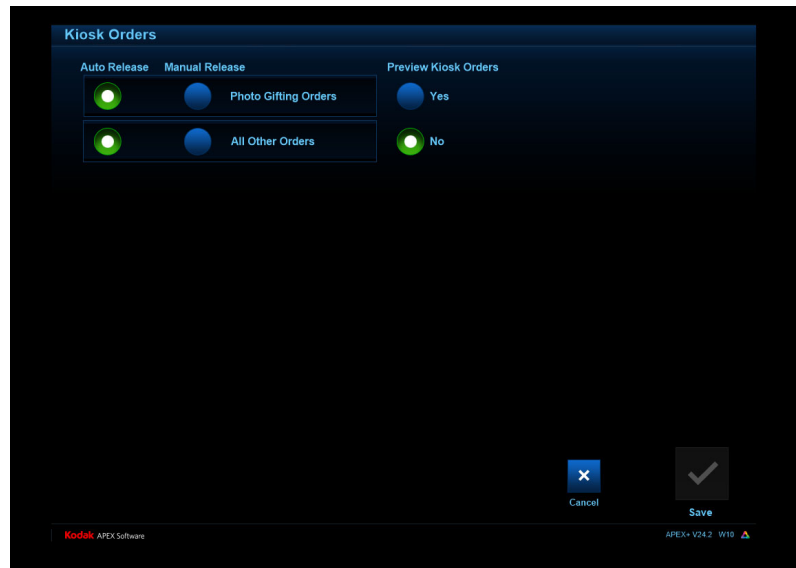 Kiosk Orders
Auto Release Manual Release Preview Kiosk Orders
Photo Gifting Orders Yes
All Other Orders No
Cancel
Save
Kodak APEX Software APEX+ V24.2 W10